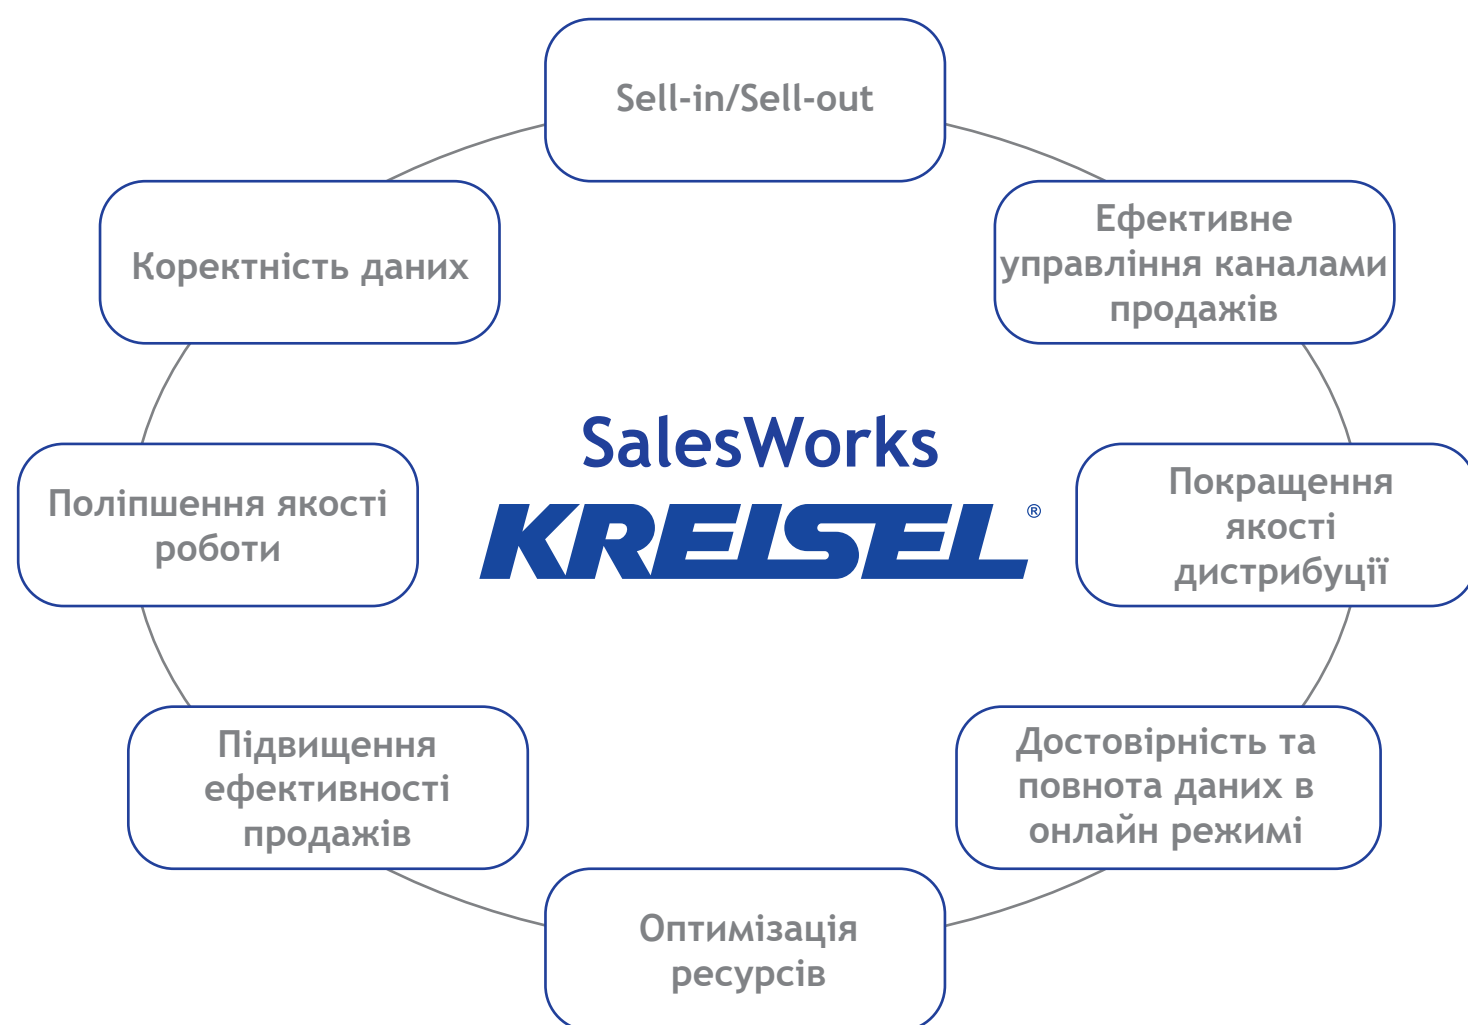 Sell-in/Sell-out
Ефективне
управління каналами
продажів
Коректність даних
SalesWorks
KREISEL®
Поліпшення якості
роботи
Покращення
якості
дистрибуції
Підвищення
ефективності
продажів
Достовірність та
повнота даних в
онлайн режимі
Оптимізація
ресурсів